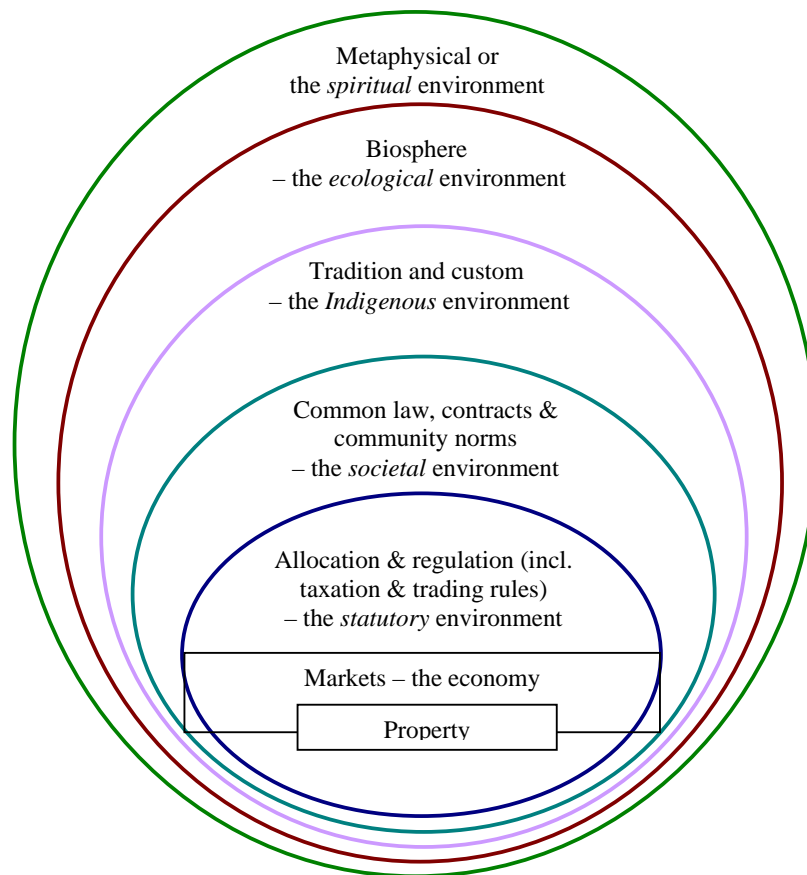 Metaphysical or
the spiritual environment
Biosphere
– the ecological environment
Tradition and custom
– the Indigenous environment
Common law, contracts &
community norms
– the societal environment
Allocation & regulation (incl.
taxation & trading rules)
– the statutory environment
Markets – the economy
Property